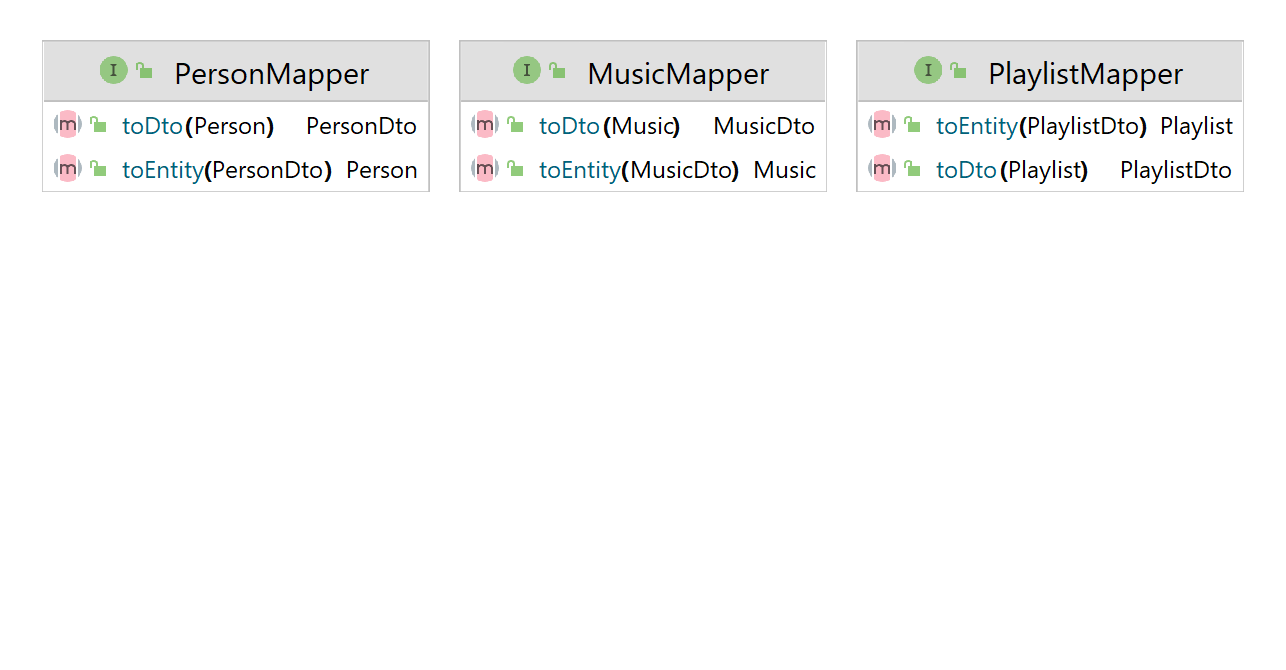 I PersonMapper
m toDto(Person) PersonDto
m toEntity(PersonDto) Person
I MusicMapper
m toDto(Music) MusicDto
m toEntity(MusicDto) Music
I PlaylistMapper
m toEntity(PlaylistDto) Playlist
m toDto(Playlist) PlaylistDto